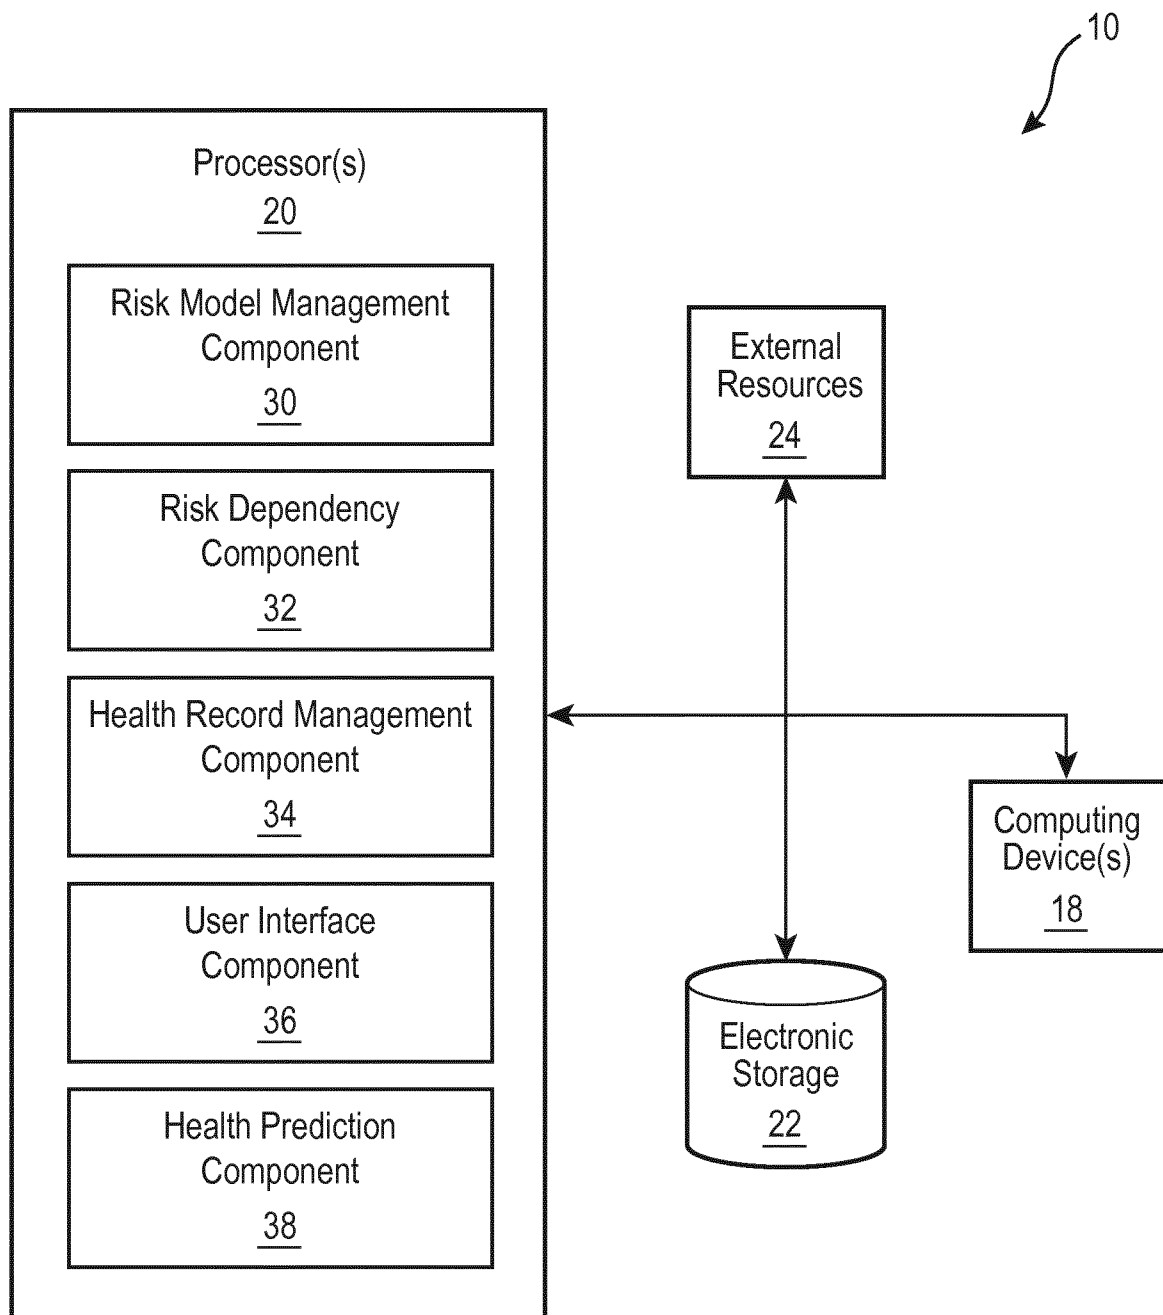 10
Processor(s)
20
Risk Model Management
Component
30
Risk Dependency
Component
32
Health Record Management
Component
34
User Interface
Component
36
Health Prediction
Component
38
External
Resources
24
Computing
Device(s)
18
Electronic
Storage
22